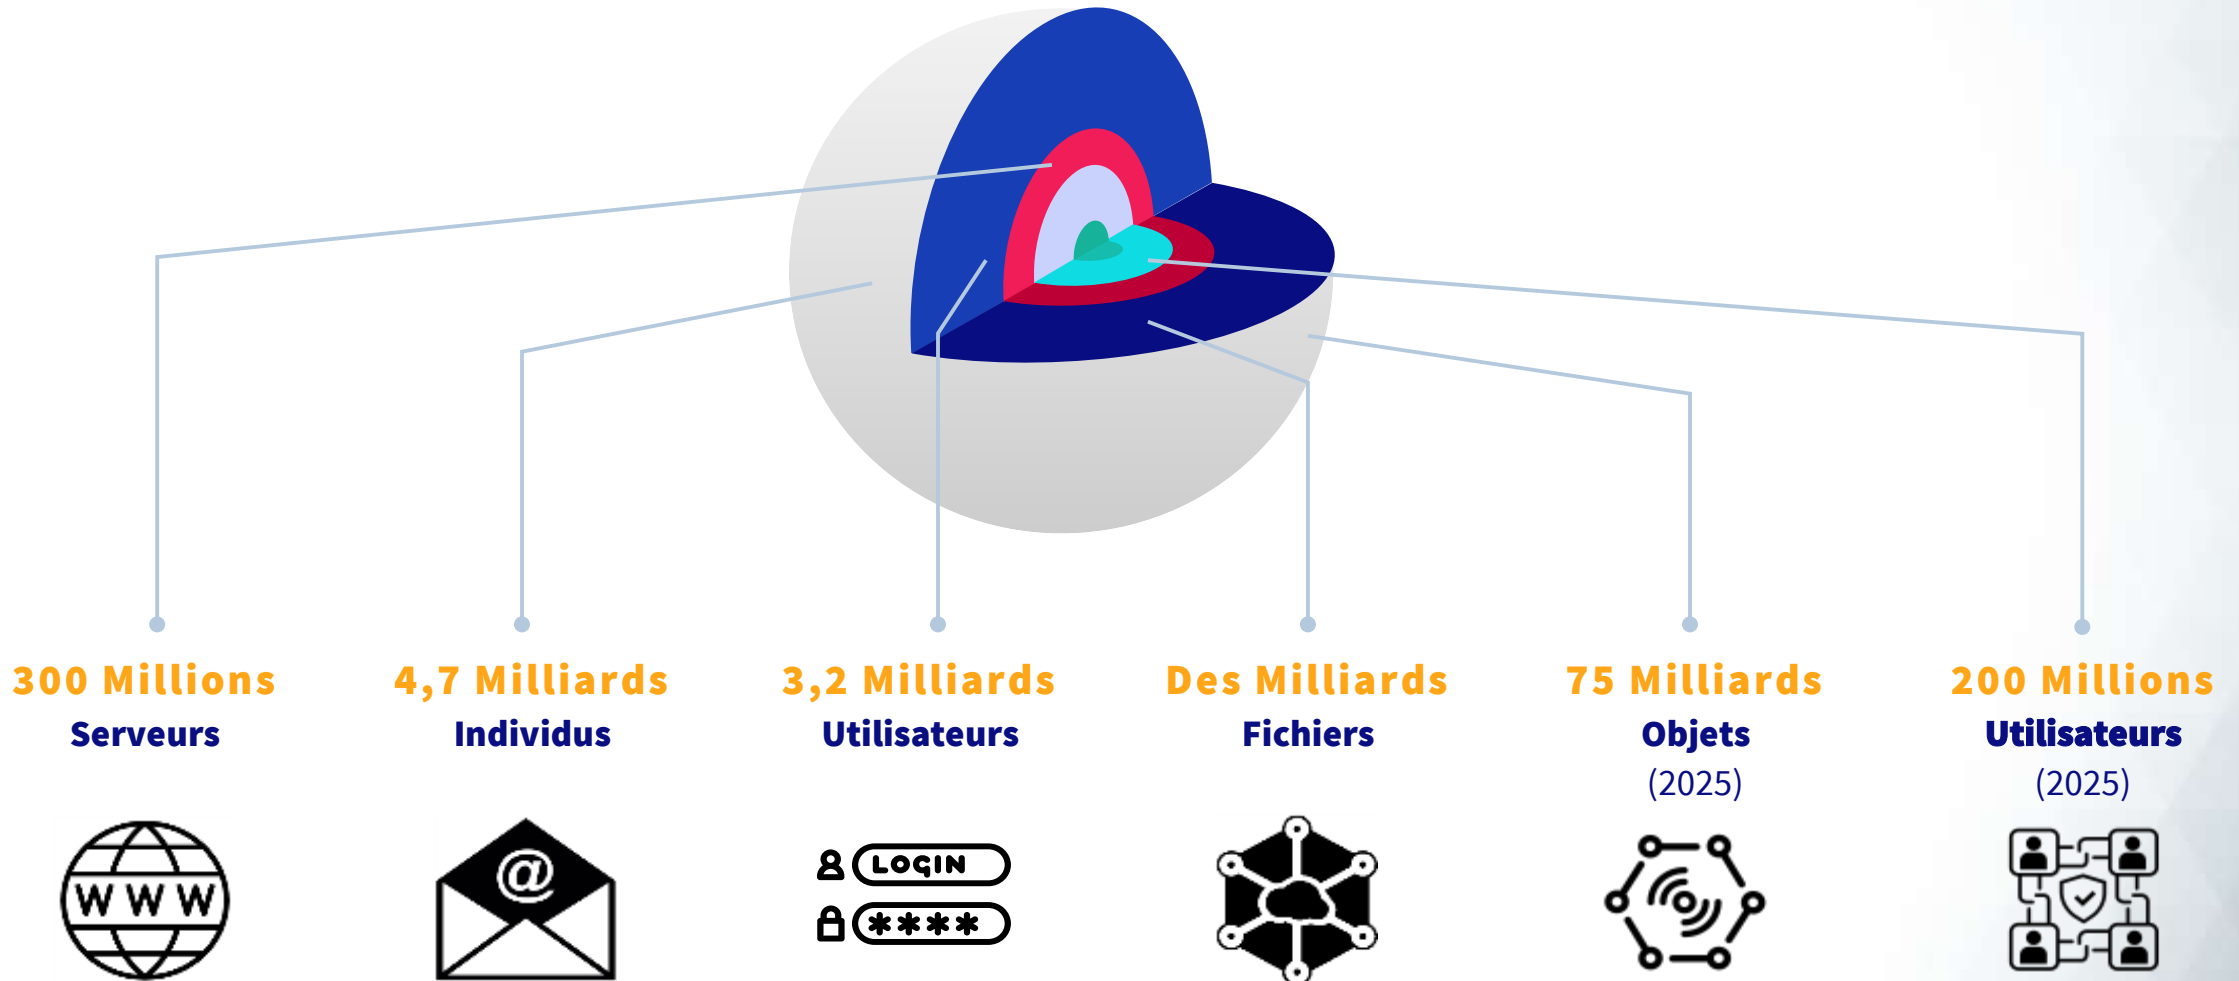 300 Millions
Serveurs
4,7 Milliards
Individus
3,2 Milliards
Utilisateurs
Des Milliards
Fichiers
75 Milliards
Objets
(2025)
200 Millions
Utilisateurs
(2025)
WWW
@
LOGIN
****